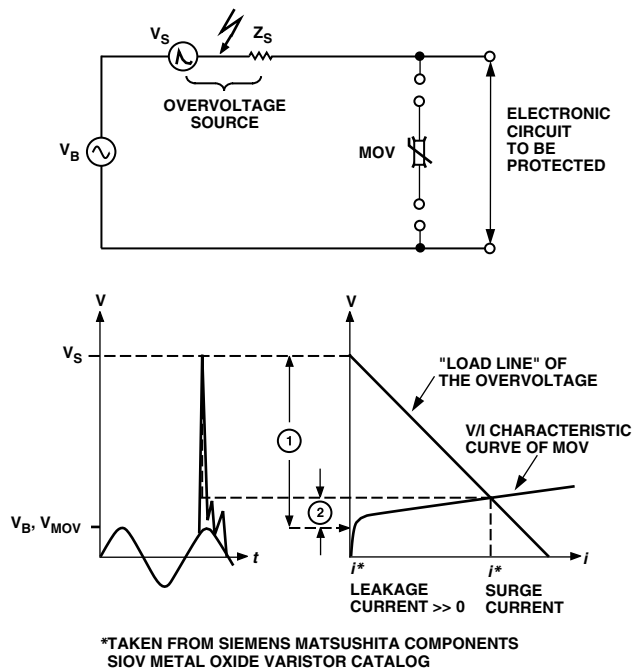 V_S
Z_S
OVERVOLTAGE
SOURCE
V_B
MOV
ELECTRONIC
CIRCUIT
TO BE
PROTECTED
V
V
V_S
"LOAD LINE" OF
THE OVERVOLTAGE
1
V/I CHARACTERISTIC
CURVE OF MOV
2
V_B, V_MOV
t
i
i*
i*
LEAKAGE
CURRENT >> 0
SURGE
CURRENT
*TAKEN FROM SIEMENS MATSUSHITA COMPONENTS
SIOV METAL OXIDE VARISTOR CATALOG